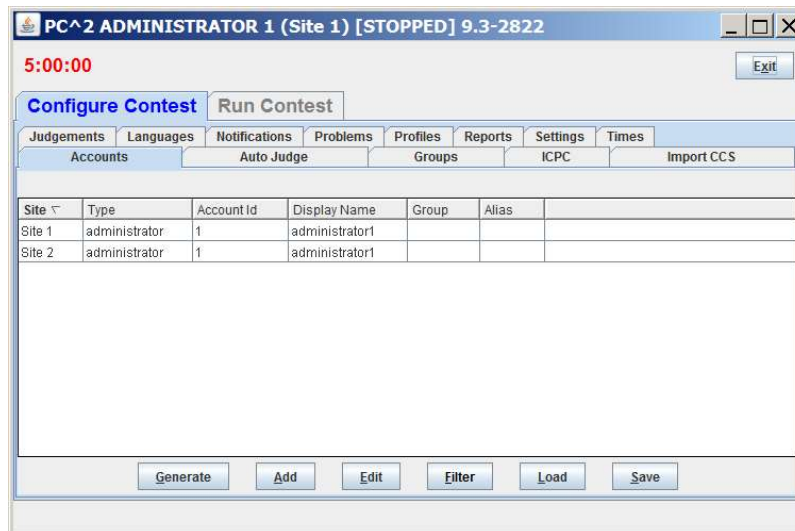 PC^2 ADMINISTRATOR 1 (Site 1) [STOPPED] 9.3-2822
5:00:00 Exit
Configure Contest Run Contest
Judgements Languages Notifications Problems Profiles Reports Settings Times
Accounts Auto Judge Groups ICPC Import CCS
Site Type Account Id Display Name Group Alias
Site 1 administrator 1 administrator1
Site 2 administrator 1 administrator1
Generate Add Edit Filter Load Save